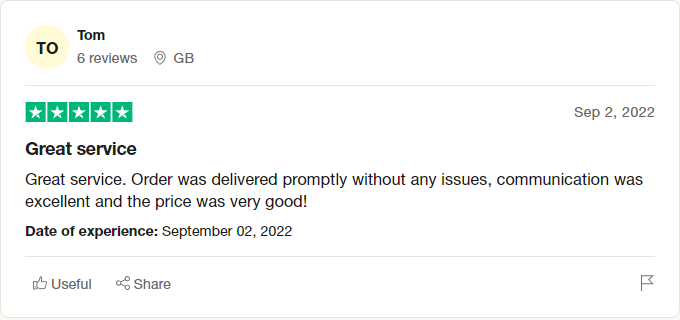 TO
Tom
6 reviews GB
Sep 2, 2022
Great service
Great service. Order was delivered promptly without any issues, communication was
excellent and the price was very good!
Date of experience: September 02, 2022
Useful Share